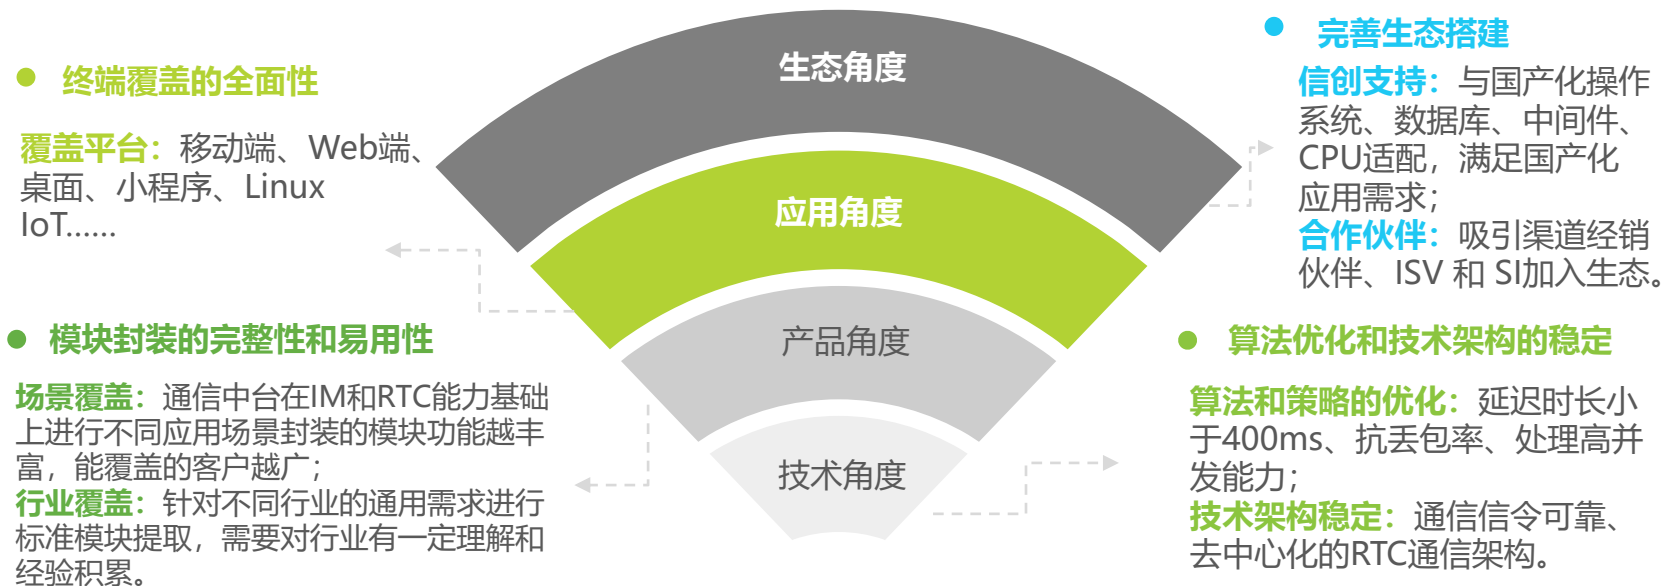 终端覆盖的全面性
覆盖平台：移动端、Web端、
桌面、小程序、Linux
IoT……
模块封装的完整性和易用性
场景覆盖：通信中台在IM和RTC能力基础
上进行不同应用场景封装的模块功能越丰
富，能覆盖的客户越广；
行业覆盖：针对不同行业的通用需求进行
标准模块提取，需要对行业有一定理解和
经验积累。
生态角度
应用角度
产品角度
技术角度
完善生态搭建
信创支持：与国产化操作
系统、数据库、中间件、
CPU适配，满足国产化
应用需求；
合作伙伴：吸引渠道经销
伙伴、ISV 和 SI加入生态。
算法优化和技术架构的稳定
算法和策略的优化：延迟时长小
于400ms、抗丢包率、处理高并
发能力；
技术架构稳定：通信信令可靠、
去中心化的RTC通信架构。